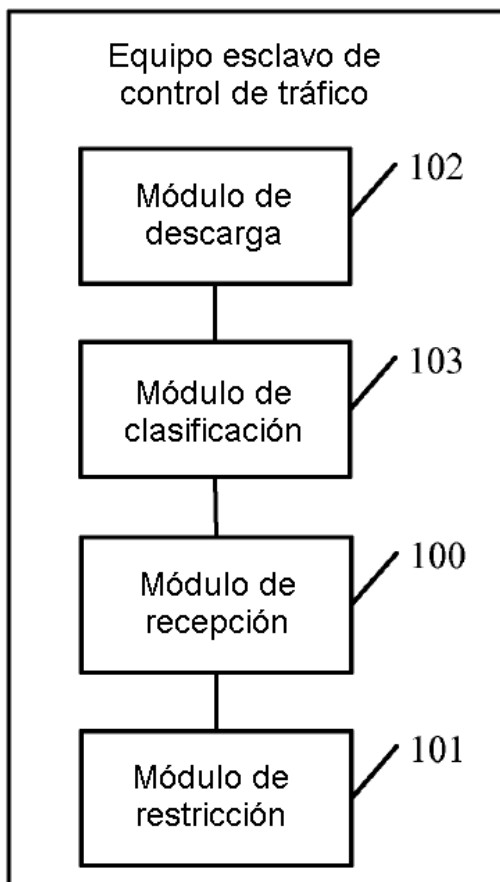 Equipo esclavo de
control de tráfico
Módulo de
descarga
102
Módulo de
clasificación
103
Módulo de
recepción
100
Módulo de
restricción
101